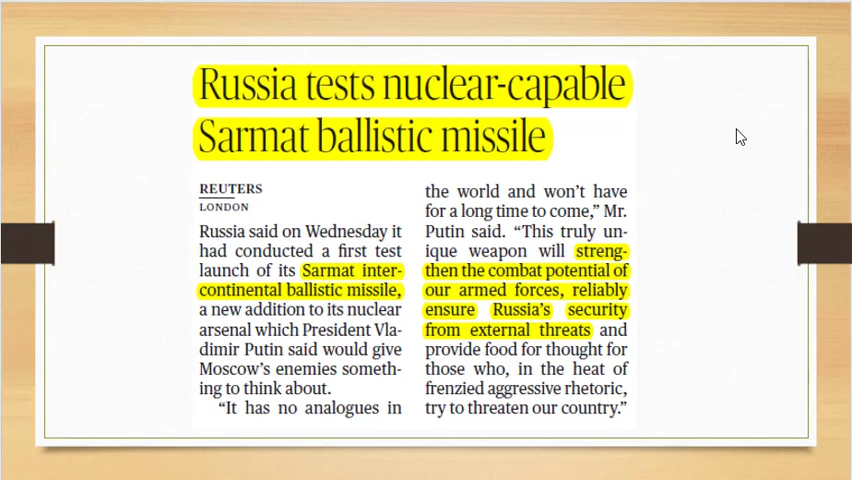 Russia tests nuclear-capable
Sarmat ballistic missile
REUTERS
LONDON
Russia said on Wednesday it
had conducted a first test
launch of its Sarmat inter-
continental ballistic missile,
a new addition to its nuclear
arsenal which President Vla-
dimir Putin said would give
Moscow's enemies someth-
ing to think about.
"It has no analogues in
the world and won't have
for a long time to come," Mr.
Putin said. "This truly un-
ique weapon will streng-
then the combat potential of
our armed forces, reliably
ensure Russia's security
from external threats and
provide food for thought for
those who, in the heat of
frenzied aggressive rhetoric,
try to threaten our country."